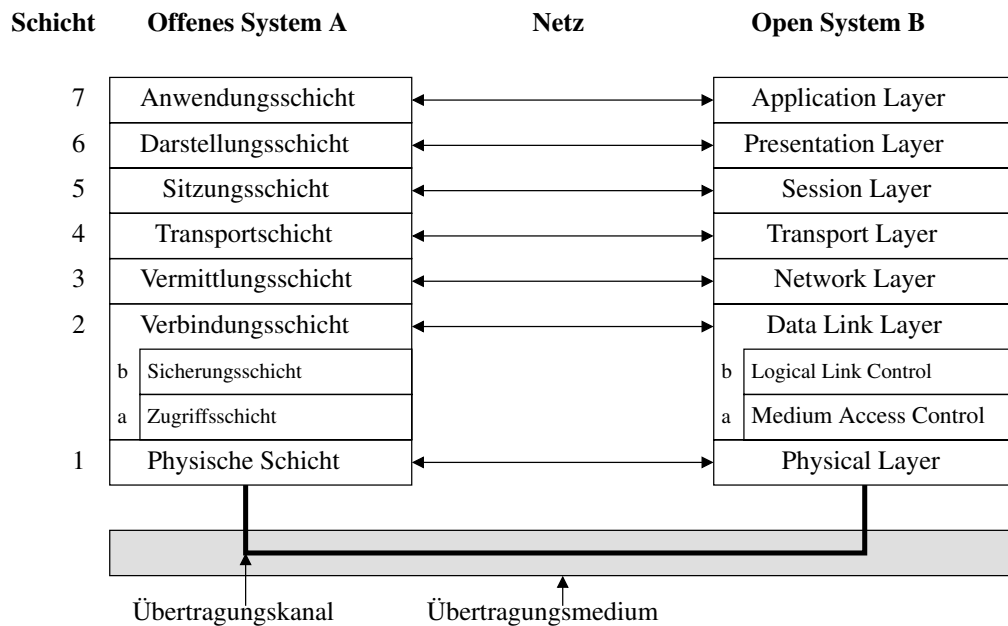 Schicht Offenes System A Netz Open System B
7 Anwendungsschicht Application Layer
6 Darstellungsschicht Presentation Layer
5 Sitzungsschicht Session Layer
4 Transportschicht Transport Layer
3 Vermittlungsschicht Network Layer
2 Verbindungsschicht Data Link Layer
b Sicherungsschicht b Logical Link Control
a Zugriffsschicht a Medium Access Control
1 Physische Schicht Physical Layer
Übertragungskanal Übertragungsmedium